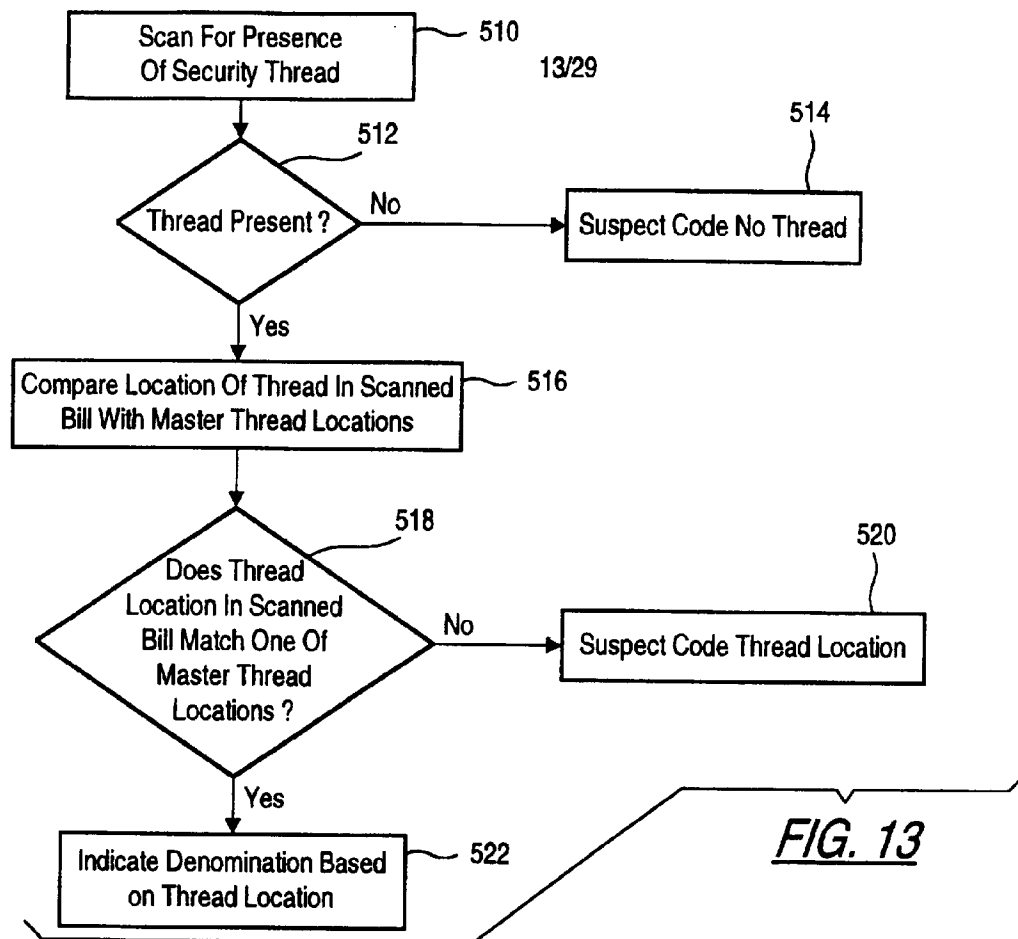 Scan For Presence
Of Security Thread
510
13/29
512
514
Thread Present ?
No
Suspect Code No Thread
Yes
Compare Location Of Thread In Scanned
Bill With Master Thread Locations
516
518
520
Does Thread
Location In Scanned
Bill Match One Of
Master Thread
Locations ?
No
Suspect Code Thread Location
Yes
Indicate Denomination Based
on Thread Location
522
FIG. 13